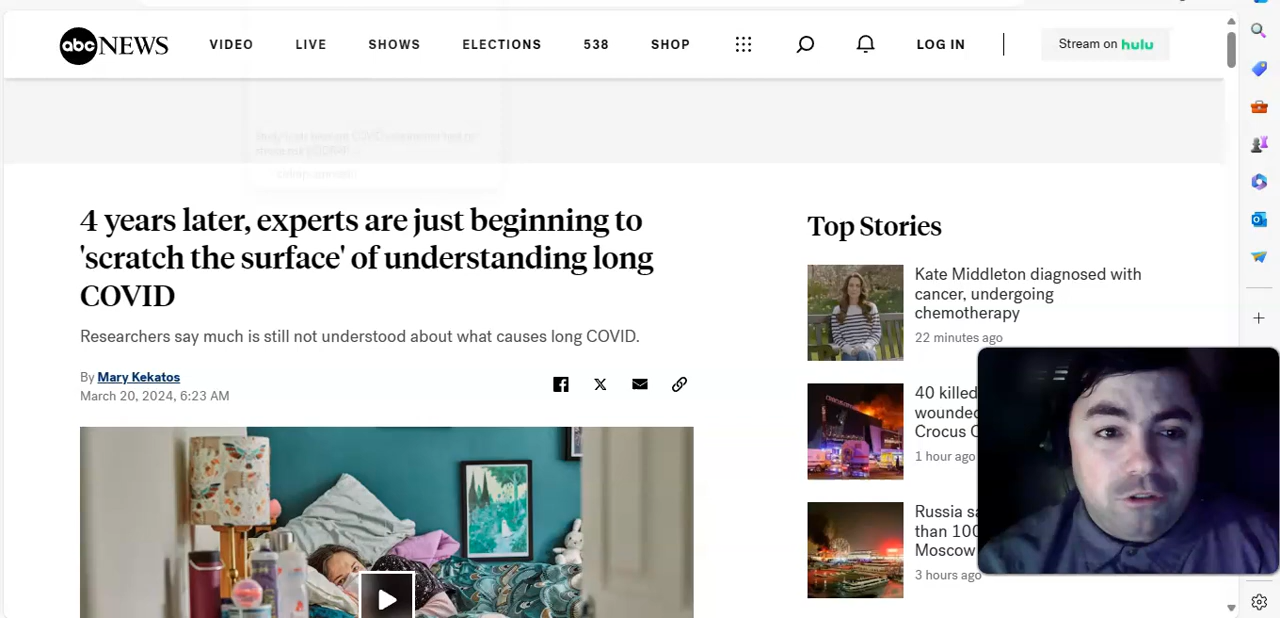 abc NEWS VIDEO LIVE SHOWS ELECTIONS 538 SHOP LOG IN Stream on hulu
4 years later, experts are just beginning to
'scratch the surface' of understanding long
COVID
Researchers say much is still not understood about what causes long COVID.
By Mary Kekatos
March 20, 2024, 6:23 AM
Top Stories
Kate Middleton diagnosed with
cancer, undergoing
chemotherapy
22 minutes ago
40 killed
wounded
Crocus
1 hour ago
Russia
than 100
Moscow
3 hours ago